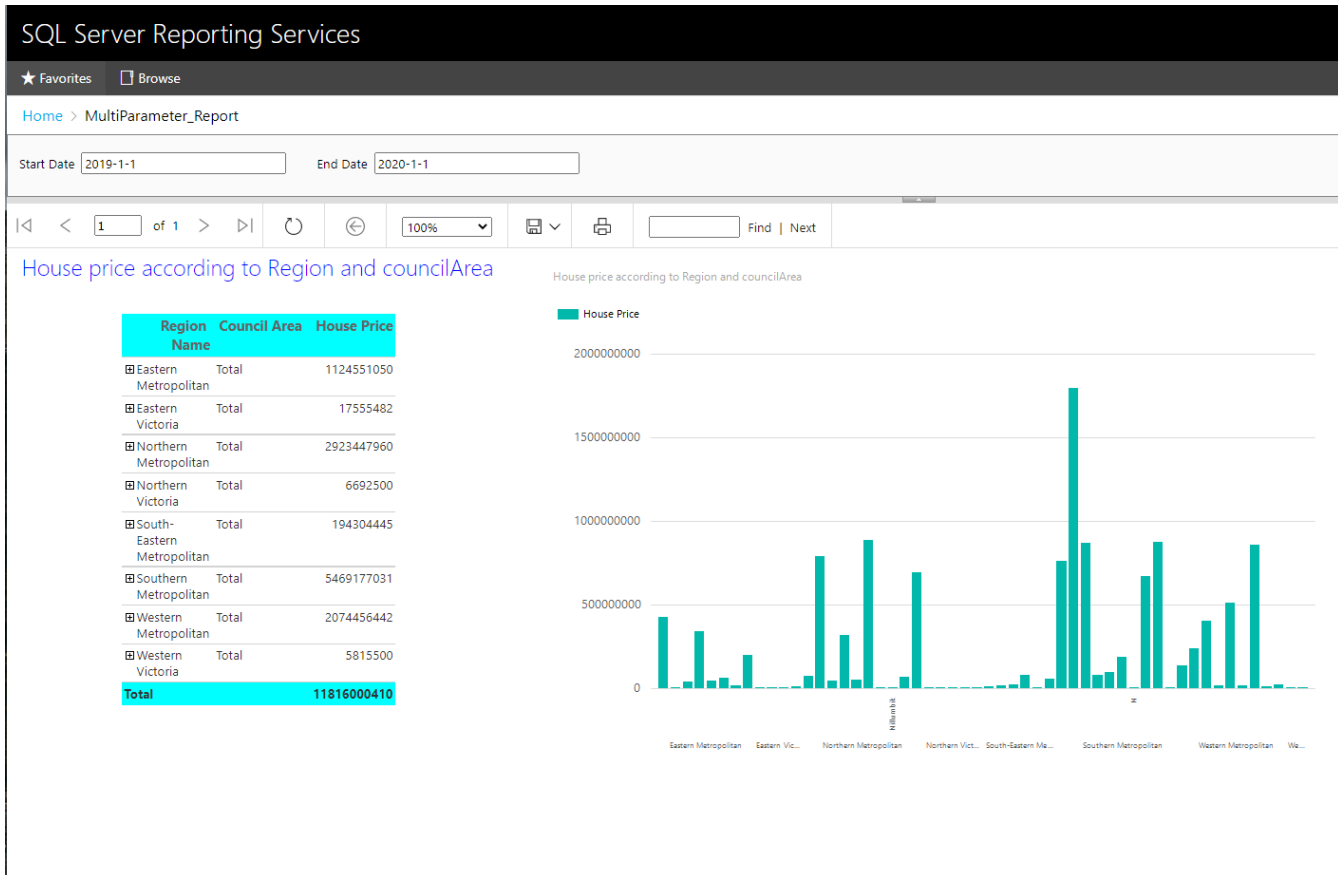 SQL Server Reporting Services
Favorites Browse
Home > MultiParameter_Report
Start Date 2019-1-1 End Date 2020-1-1
1 of 1 100% Find | Next
House price according to Region and councilArea
Region Council Area House Price
Name
Eastern Total 1124551050
Metropolitan
Eastern Total 17555482
Victoria
Northern Total 2923447960
Metropolitan
Northern Total 6692500
Victoria
South- Total 194304445
Eastern
Metropolitan
Southern Total 5469177031
Metropolitan
Western Total 2074456442
Metropolitan
Western Total 5815500
Victoria
Total 11816000410
House price according to Region and councilArea
House Price
2000000000
1500000000
1000000000
500000000
0
Nillumbik N
Eastern Metropolitan Eastern Vic... Northern Metropolitan Northern Vict... South-Eastern Me... Southern Metropolitan Western Metropolitan We...